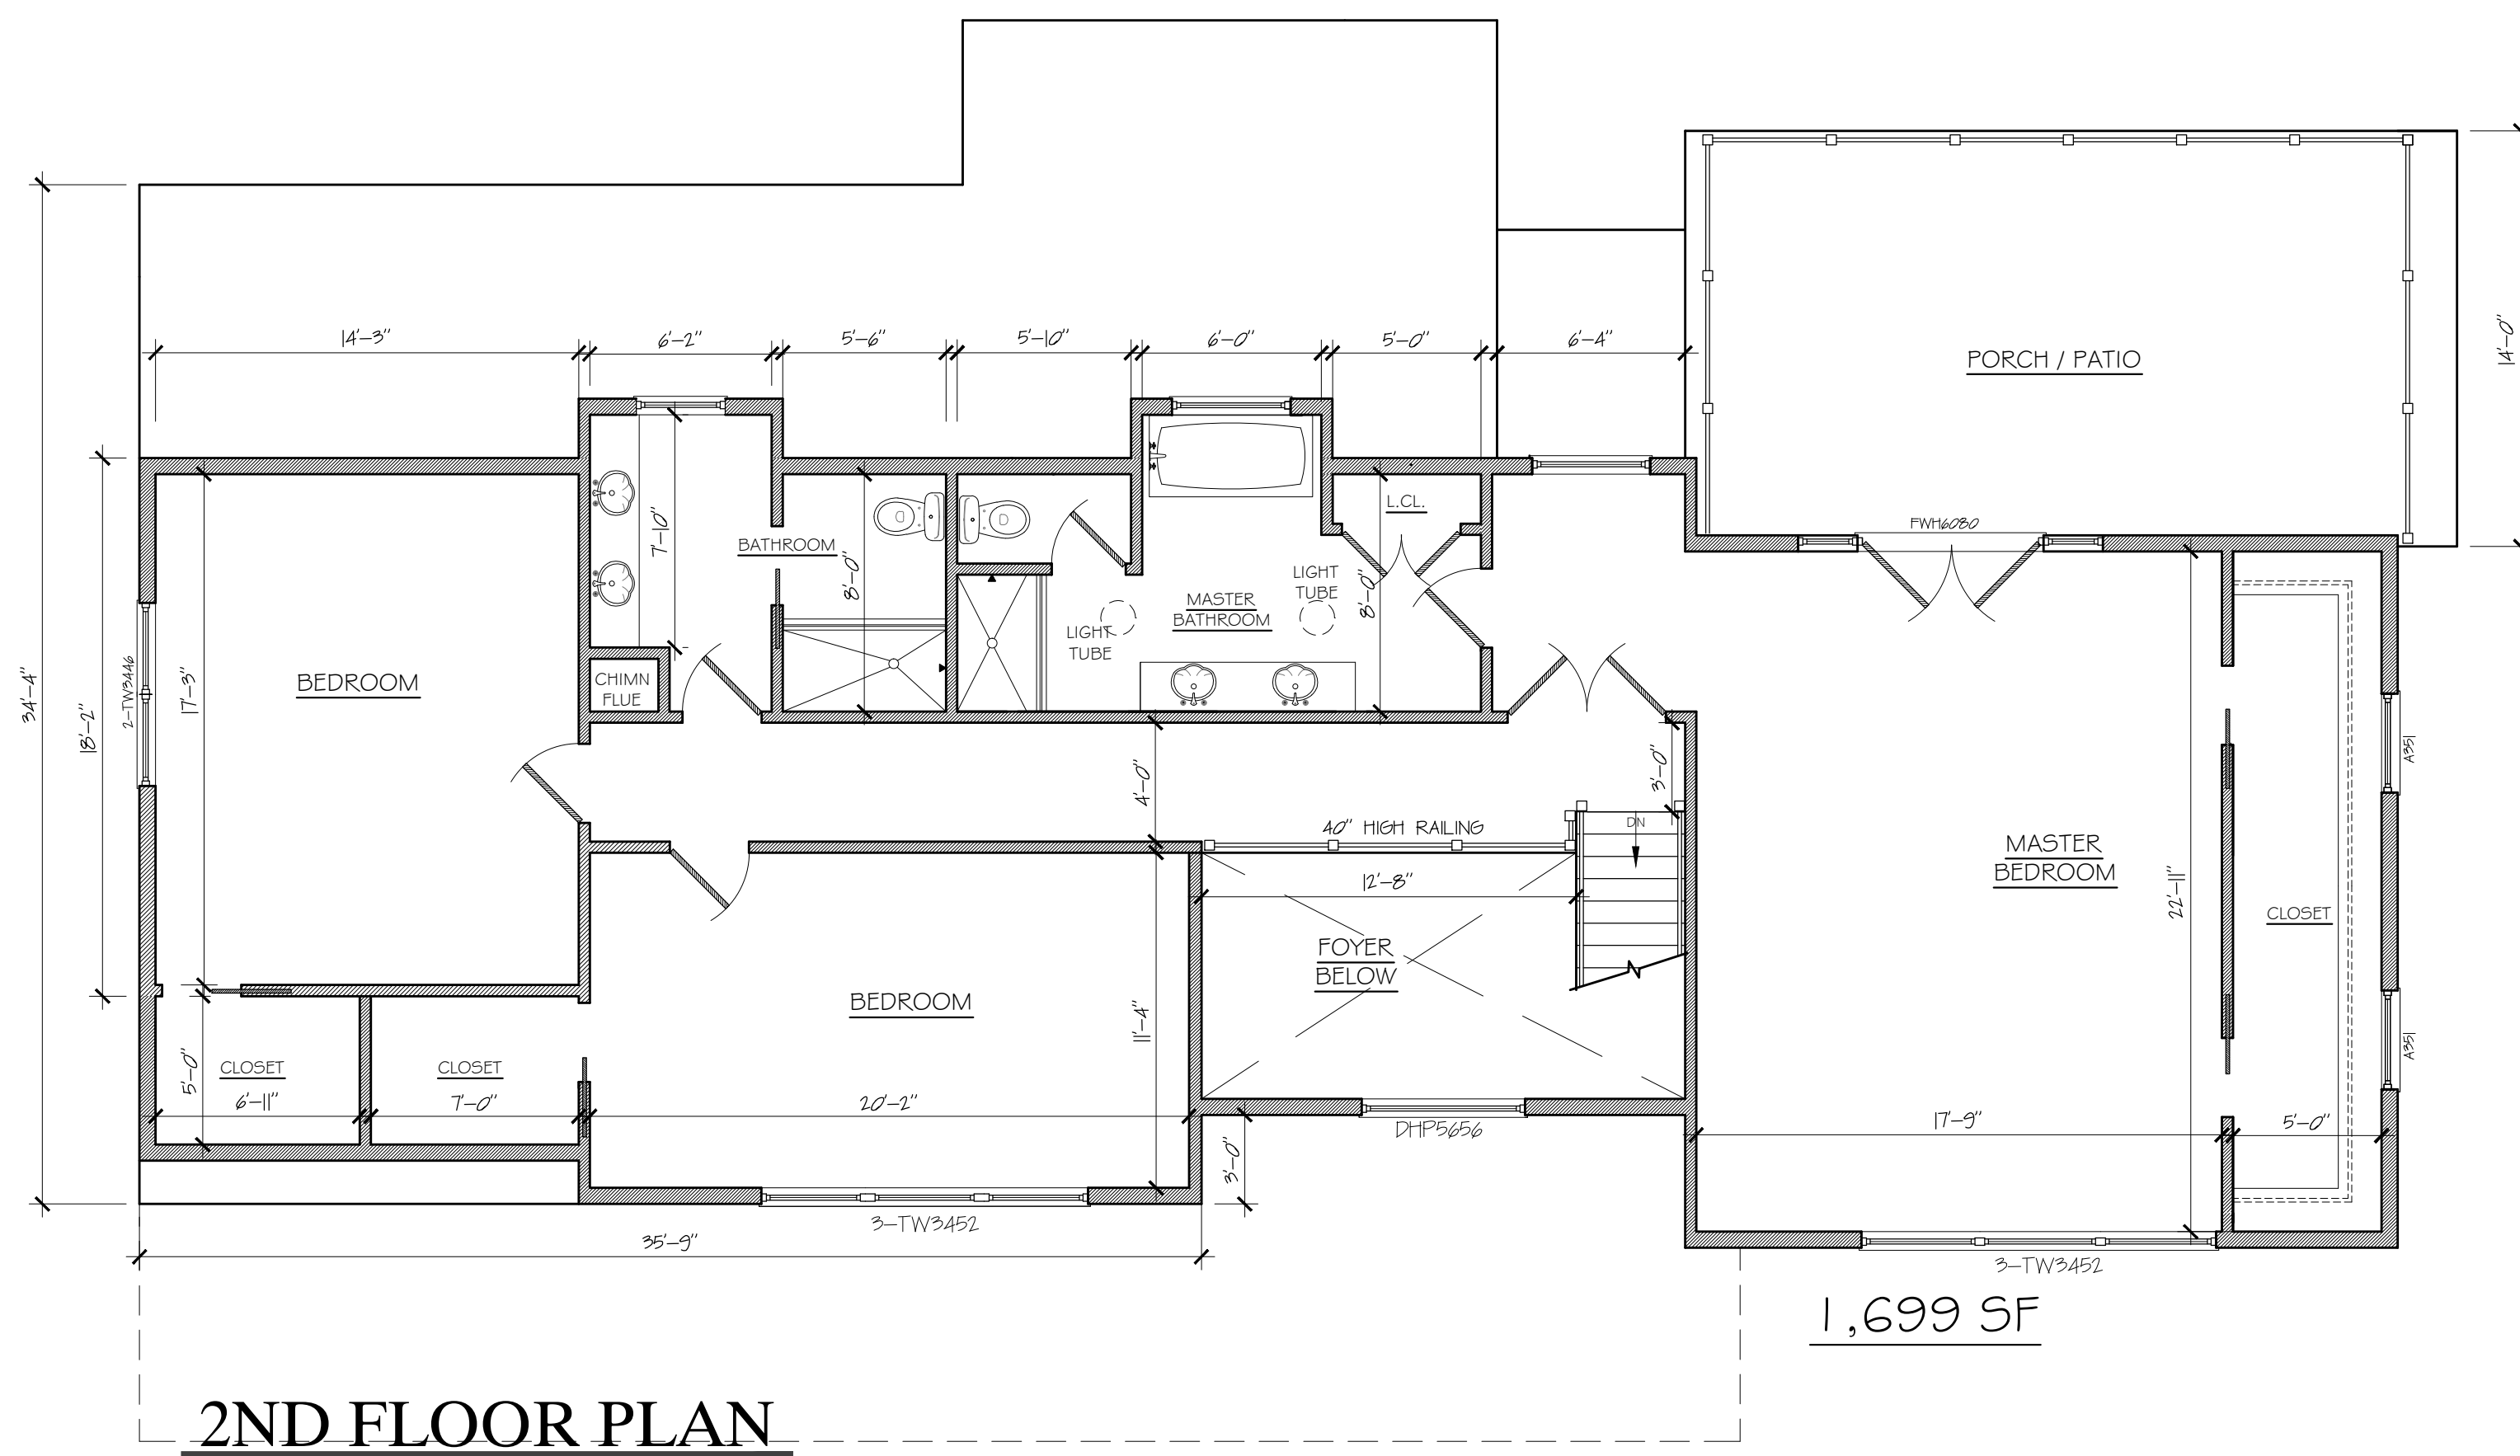 14'-3"
6'-2"
5'-6"
5'-10"
6'-0"
5'-0"
6'-4"
14'-0"
PORCH / PATIO
L.CL.
FWH6080
BATHROOM
7'-10"
8'-0"
LIGHT
TUBE
8'-0"
MASTER
BATHROOM
LIGHT
TUBE
34'-4"
18'-2"
2-TW3446
17'-3"
BEDROOM
CHIMN
FLUE
4'-0"
3'-0"
A351
40" HIGH RAILING
DN
12'-8"
MASTER
BEDROOM
22'-11"
CLOSET
FOYER
BELOW
BEDROOM
11'-4"
A351
5'-0"
CLOSET
6'-11"
CLOSET
7'-0"
20'-2"
DHP5656
3'-0"
17'-9"
5'-0"
3-TW3452
35'-9"
3-TW3452
1,699 SF
2ND FLOOR PLAN